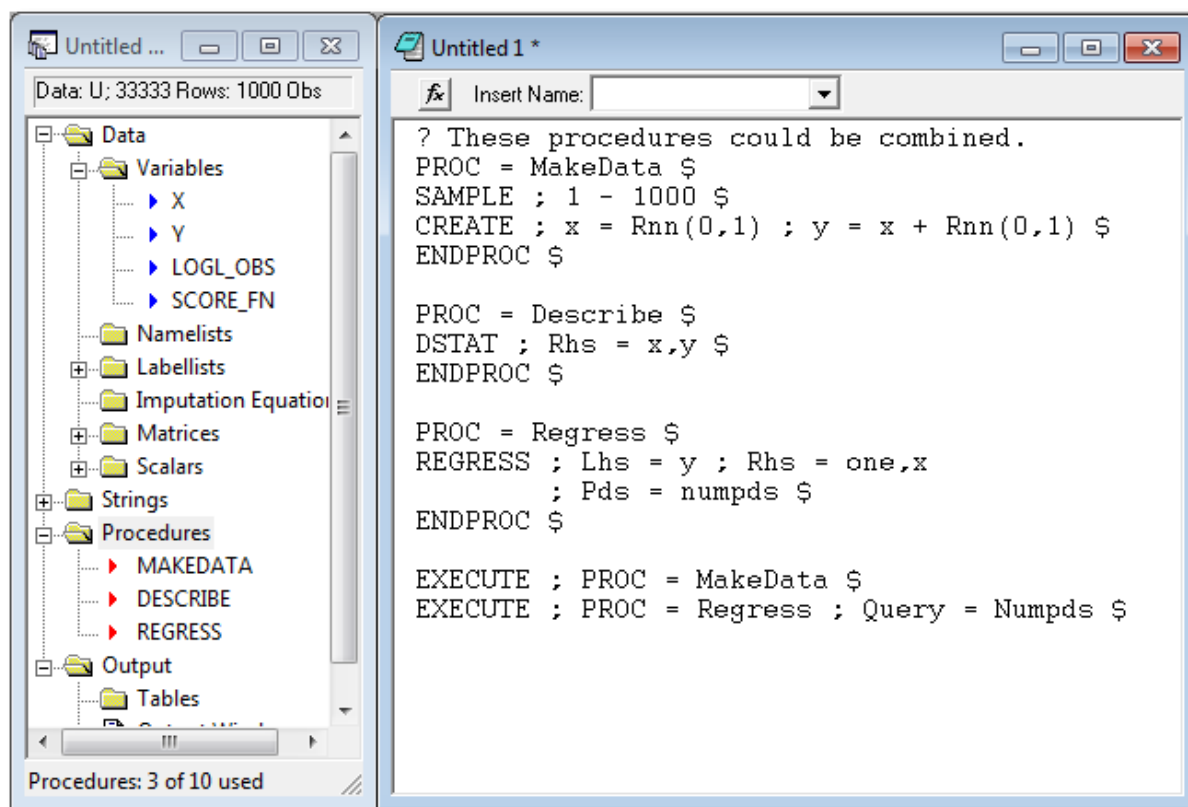 Untitled ...
Data: U; 33333 Rows: 1000 Obs
Data
Variables
X
Y
LOGL_OBS
SCORE_FN
Namelists
Labellists
Imputation Equation
Matrices
Scalars
Strings
Procedures
MAKEDATA
DESCRIBE
REGRESS
Output
Tables
Procedures: 3 of 10 used
Untitled 1 *
fx Insert Name:
? These procedures could be combined.
PROC = MakeData $
SAMPLE ; 1 - 1000 $
CREATE ; x = Rnn(0,1) ; y = x + Rnn(0,1) $
ENDPROC $
PROC = Describe $
DSTAT ; Rhs = x,y $
ENDPROC $
PROC = Regress $
REGRESS ; Lhs = y ; Rhs = one,x
; Pds = numpds $
ENDPROC $
EXECUTE ; PROC = MakeData $
EXECUTE ; PROC = Regress ; Query = Numpds $